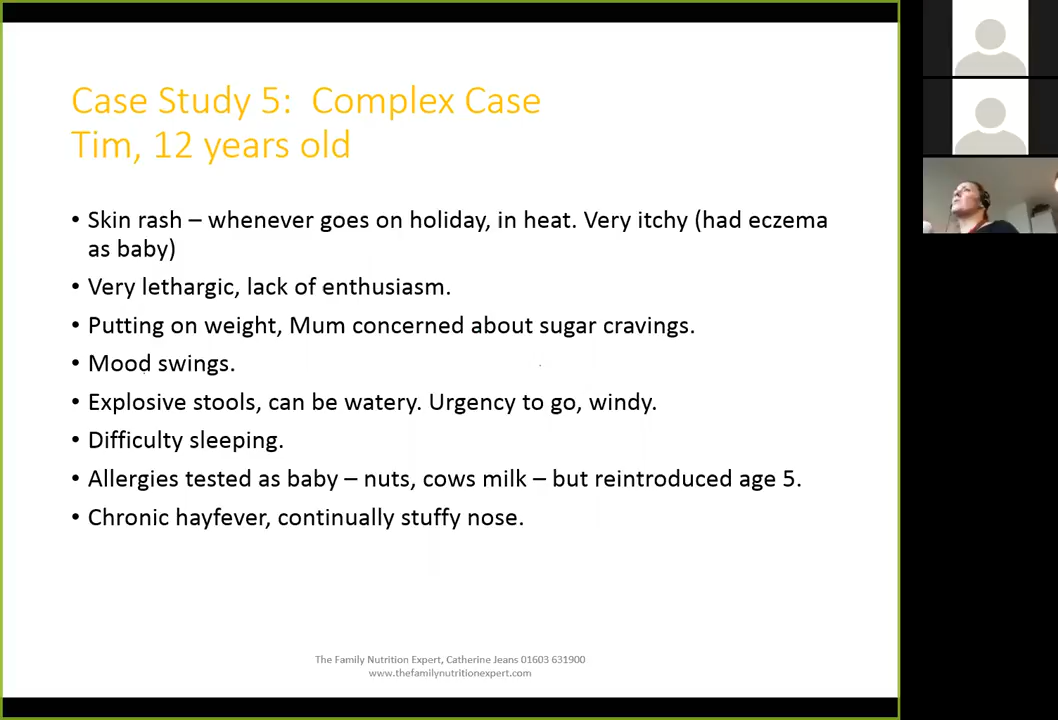 Case Study 5: Complex Case
Tim, 12 years old
• Skin rash – whenever goes on holiday, in heat. Very itchy (had eczema
as baby)
• Very lethargic, lack of enthusiasm.
• Putting on weight, Mum concerned about sugar cravings.
• Mood swings.
• Explosive stools, can be watery. Urgency to go, windy.
• Difficulty sleeping.
• Allergies tested as baby – nuts, cows milk – but reintroduced age 5.
• Chronic hayfever, continually stuffy nose.
The Family Nutrition Expert, Catherine Jeans 01603 631900
www.thefamilynutritionexpert.com